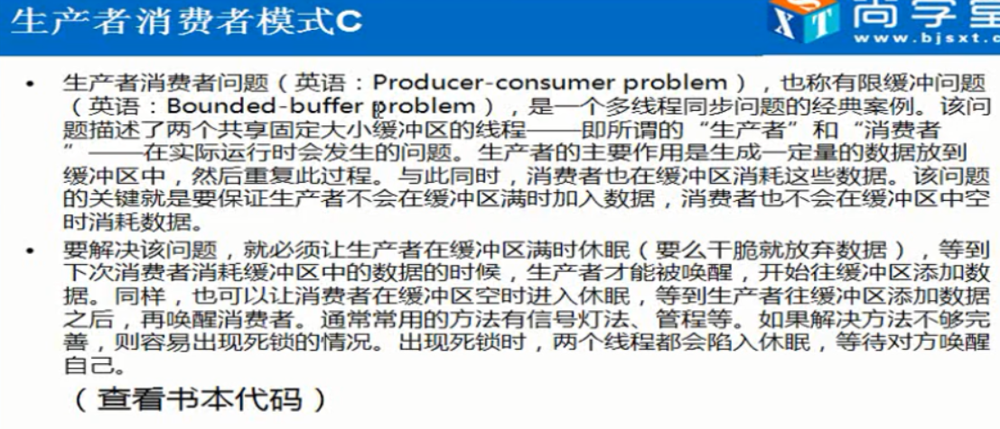 生产者消费者模式C
尚学堂
www.bjsxt.c
• 生产者消费者问题（英语：Producer-consumer problem），也称有限缓冲问题
（英语：Bounded-buffer problem），是一个多线程同步问题的经典案例。该问
题描述了两个共享固定大小缓冲区的线程——即所谓的“生产者”和“消费者
”——在实际运行时会发生的问题。生产者的主要作用是生成一定量的数据放到
缓冲区中，然后重复此过程。与此同时，消费者也在缓冲区消耗这些数据。该问题
的关键就是要保证生产者不会在缓冲区满时加入数据，消费者也不会在缓冲区中空
时消耗数据。
• 要解决该问题，就必须让生产者在缓冲区满时休眠（要么干脆就放弃数据），等到
下次消费者消耗缓冲区中的数据的时候，生产者才能被唤醒，开始往缓冲区添加数
据。同样，也可以让消费者在缓冲区空时进入休眠，等到生产者往缓冲区添加数据
之后，再唤醒消费者。通常常用的方法有信号灯法、管程等。如果解决方法不够完
善，则容易出现死锁的情况。出现死锁时，两个线程都会陷入休眠，等待对方唤醒
自己。
（查看书本代码）